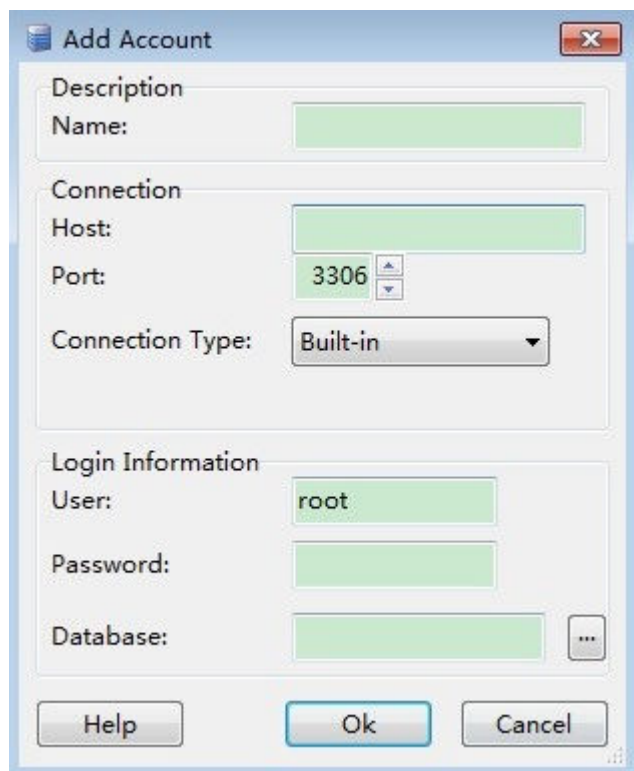 Add Account
Description
Name:
Connection
Host:
Port: 3306
Connection Type: Built-in
Login Information
User: root
Password:
Database: ...
Help Ok Cancel